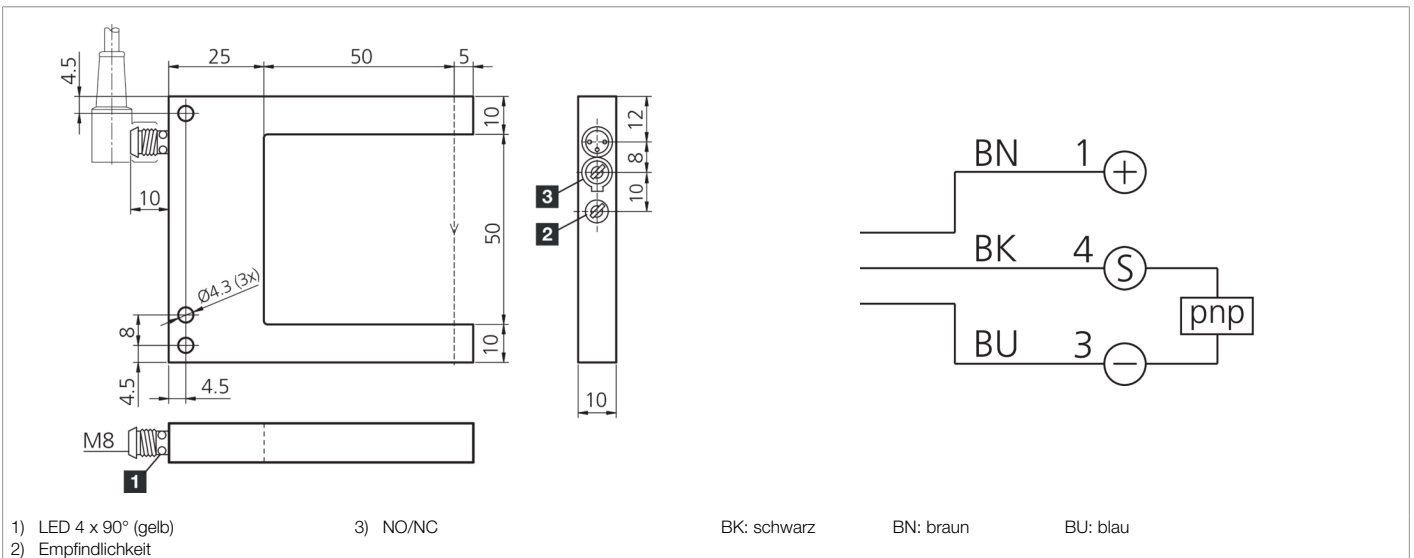 25 50 5
4.5
10
12
8
10
3
2
10
50
Ø4.3 (3x)
8
10
4.5 4.5
10
M8
1
BN 1 +
BK 4 S
pnp
BU 3 −
1) LED 4 x 90° (gelb) 3) NO/NC BK: schwarz BN: braun BU: blau
2) Empfindlichkeit